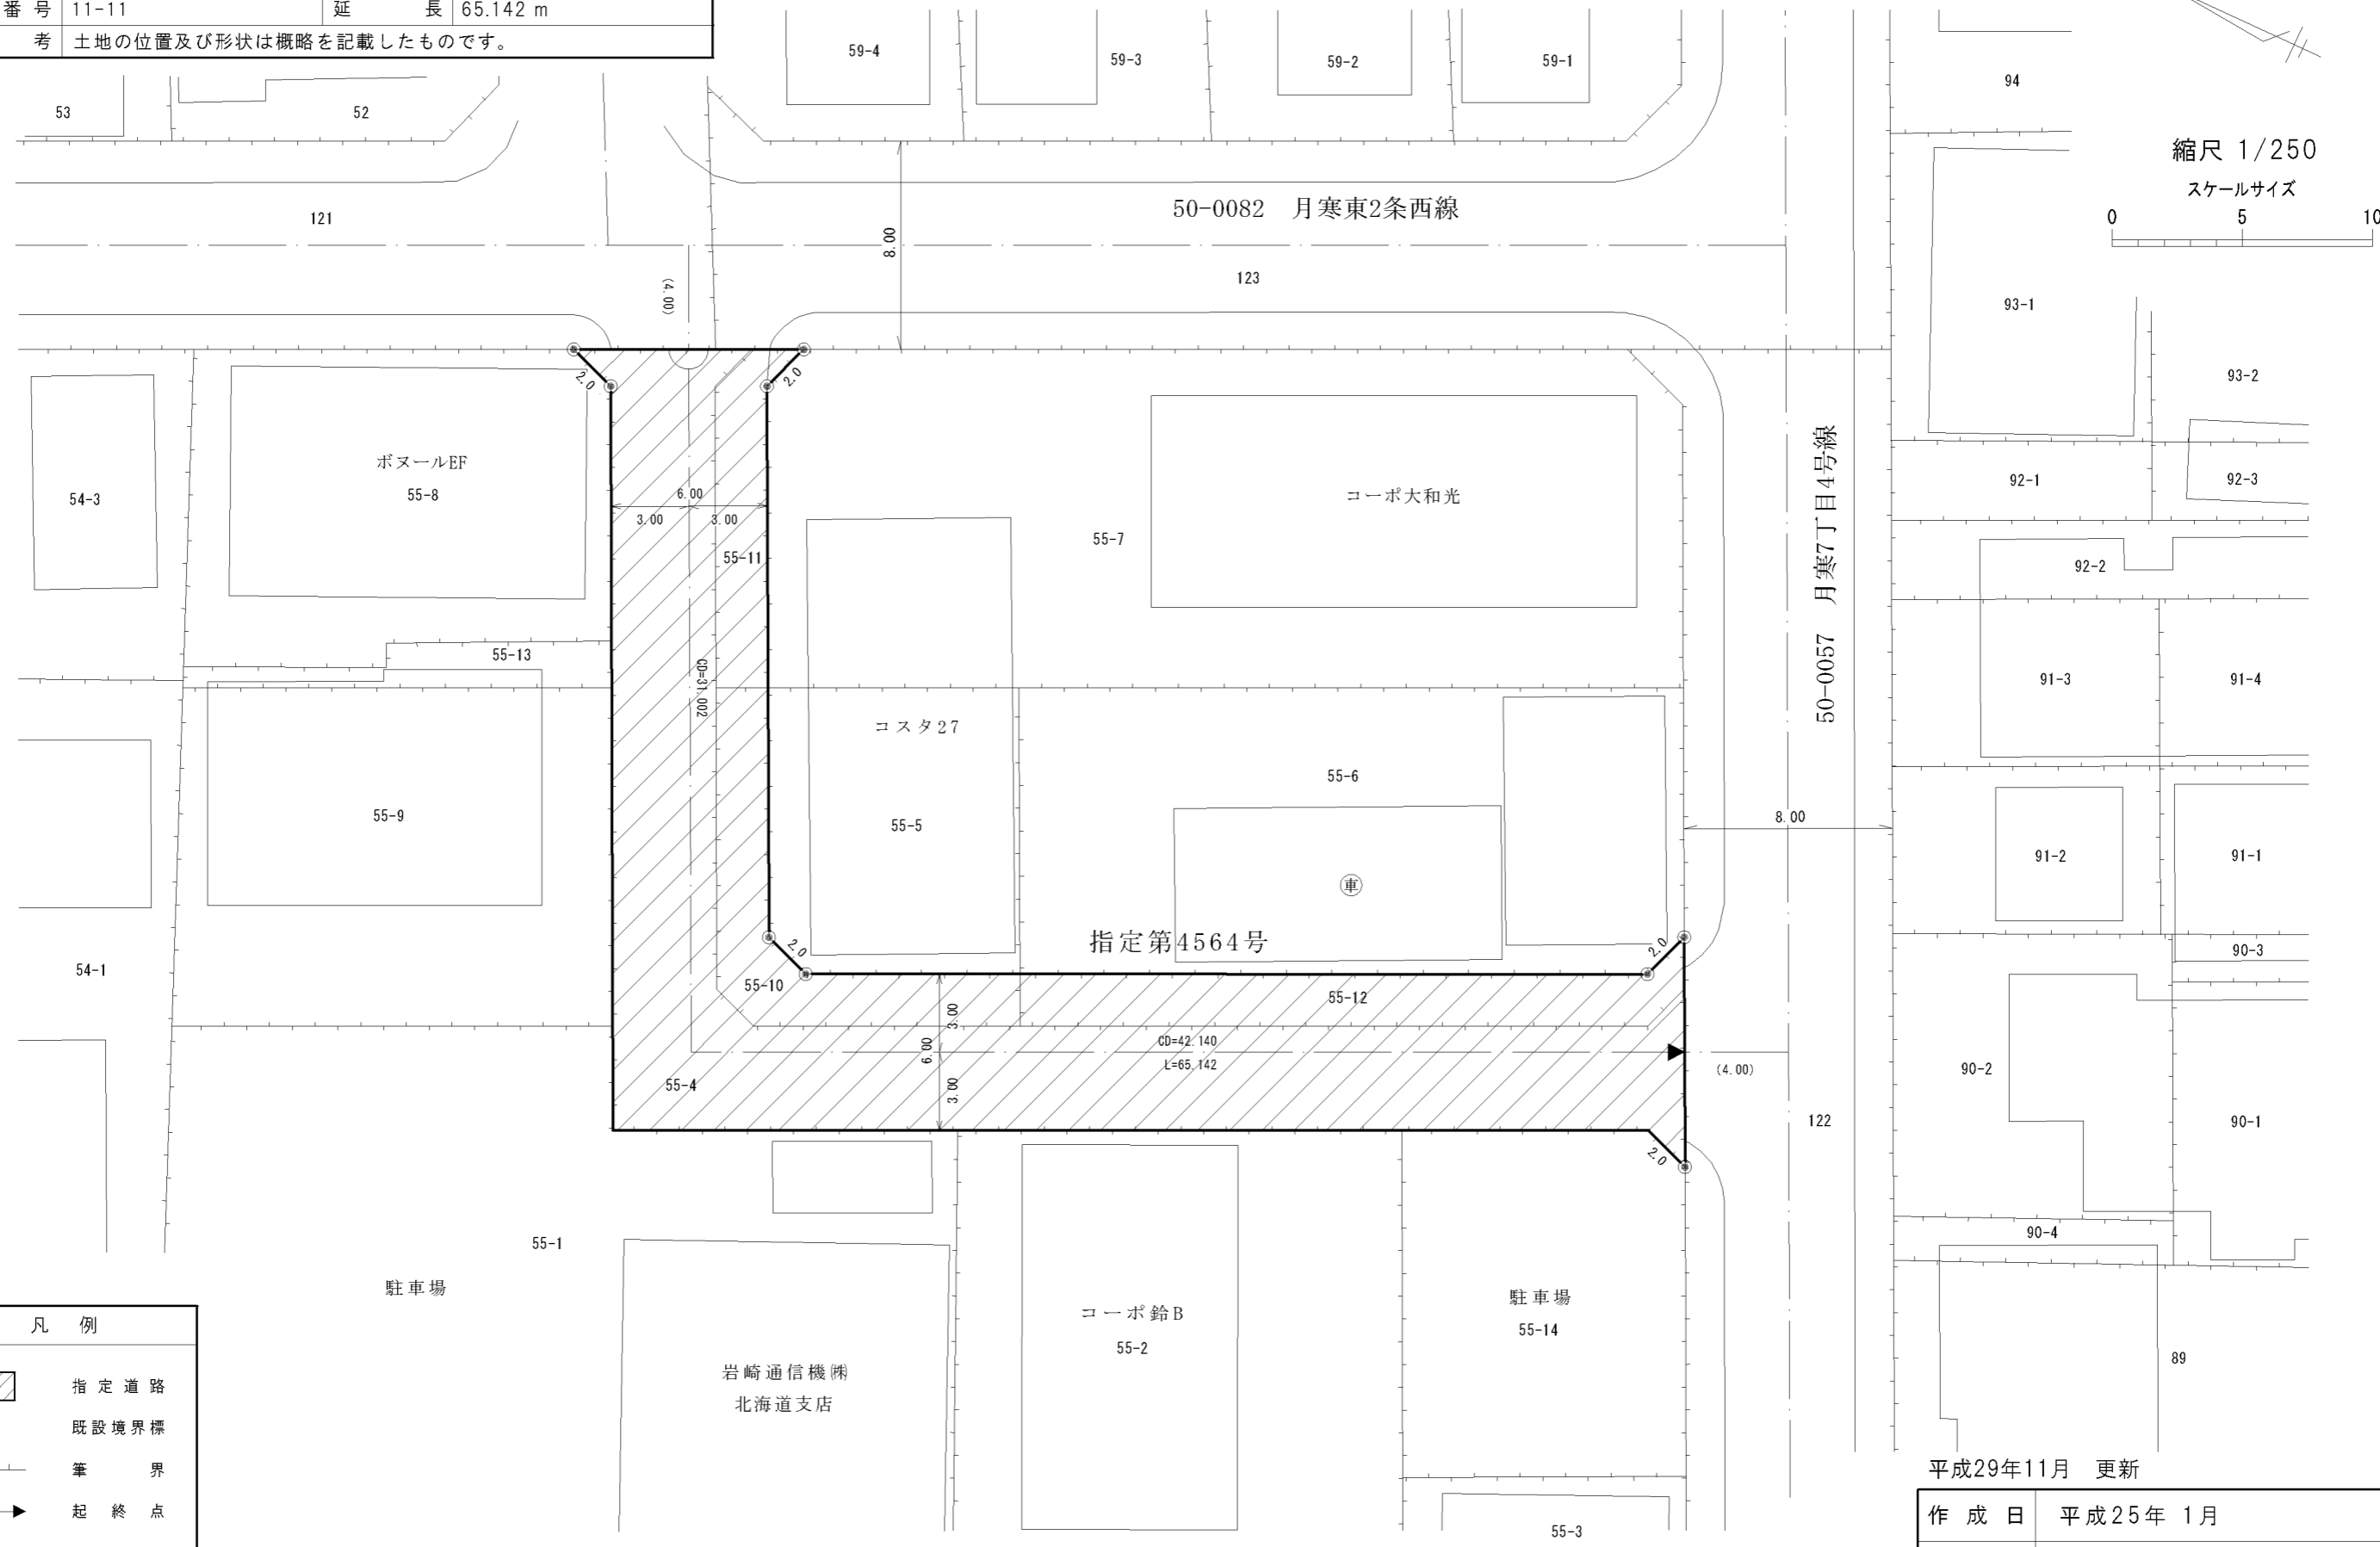 番 号 11-11 延 長 65.142 m
考 土地の位置及び形状は概略を記載したものです。
53
52
59-4
59-3
59-2
59-1
94
縮尺 1/250
スケールサイズ
0 5 10
121
50-0082 月寒東2条西線
8.00
(4.00)
123
93-1
93-2
2.0
2.0
ボヌールEF
55-8
54-3
6.00
3.00 3.00
55-11
コーポ大和光
55-7
50-0057 月寒7丁目4号線
92-1
92-3
92-2
55-13
CD=31.002
91-3
91-4
コスタ27
55-6
55-9
55-5
8.00
車
91-2
91-1
指定第4564号
2.0
2.0
54-1
90-3
55-10
55-12
3.00
6.00
3.00
CD=42.140
L=65.142
55-4
(4.00)
90-2
122
90-1
2.0
90-4
55-1
駐車場
コーポ鈴B
55-2
駐車場
55-14
89
岩崎通信機㈱
北海道支店
凡 例
指 定 道 路
既設境界標
筆 界
起 終 点
55-3
平成29年11月 更新
作 成 日 平成25年 1月